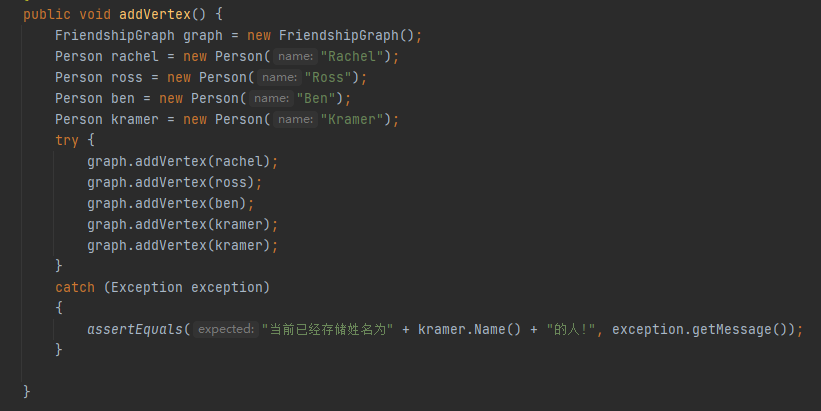 public void addVertex() {
FriendshipGraph graph = new FriendshipGraph();
Person rachel = new Person( name: "Rachel");
Person ross = new Person( name: "Ross");
Person ben = new Person( name: "Ben");
Person kramer = new Person( name: "Kramer");
try {
graph.addVertex(rachel);
graph.addVertex(ross);
graph.addVertex(ben);
graph.addVertex(kramer);
graph.addVertex(kramer);
}
catch (Exception exception)
{
assertEquals( expected: "当前已经存储姓名为" + kramer.Name() + "的人!", exception.getMessage());
}
}